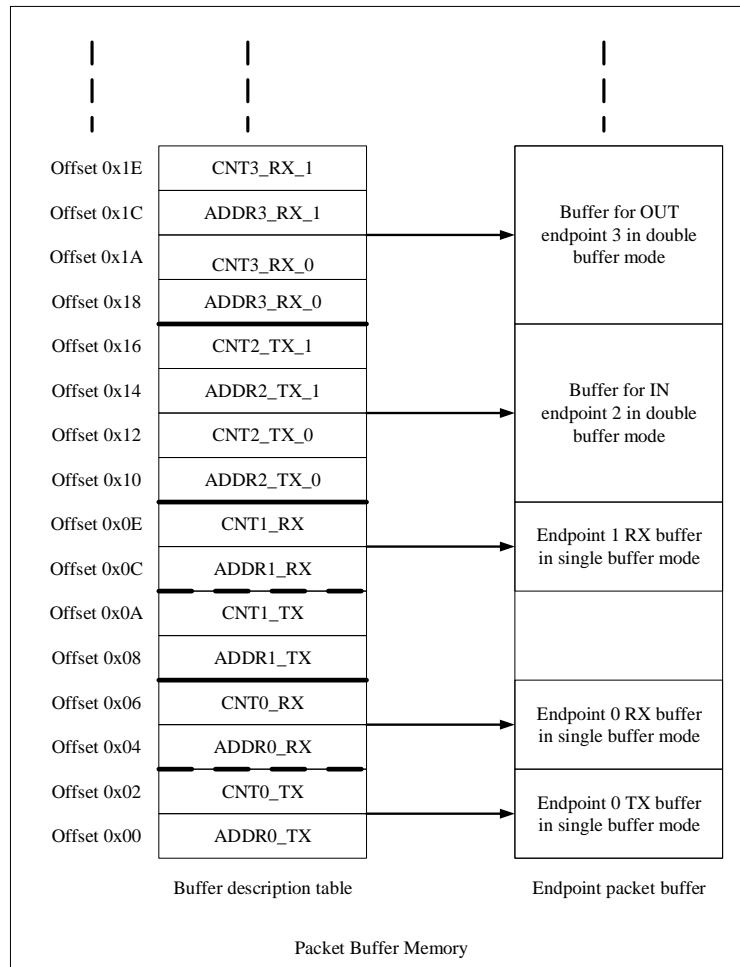 Offset 0x1E CNT3_RX_1
Offset 0x1C ADDR3_RX_1
Offset 0x1A CNT3_RX_0
Offset 0x18 ADDR3_RX_0
Buffer for OUT
endpoint 3 in double
buffer mode
Offset 0x16 CNT2_TX_1
Offset 0x14 ADDR2_TX_1
Offset 0x12 CNT2_TX_0
Offset 0x10 ADDR2_TX_0
Buffer for IN
endpoint 2 in double
buffer mode
Offset 0x0E CNT1_RX
Offset 0x0C ADDR1_RX
Endpoint 1 RX buffer
in single buffer mode
Offset 0x0A CNT1_TX
Offset 0x08 ADDR1_TX
Offset 0x06 CNT0_RX
Offset 0x04 ADDR0_RX
Endpoint 0 RX buffer
in single buffer mode
Offset 0x02 CNT0_TX
Offset 0x00 ADDR0_TX
Endpoint 0 TX buffer
in single buffer mode
Buffer description table
Endpoint packet buffer
Packet Buffer Memory